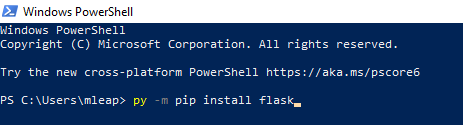 Windows PowerShell
Windows PowerShell
Copyright (C) Microsoft Corporation. All rights reserved.
Try the new cross-platform PowerShell https://aka.ms/pscore6
PS C:\Users\mleap> py -m pip install flask